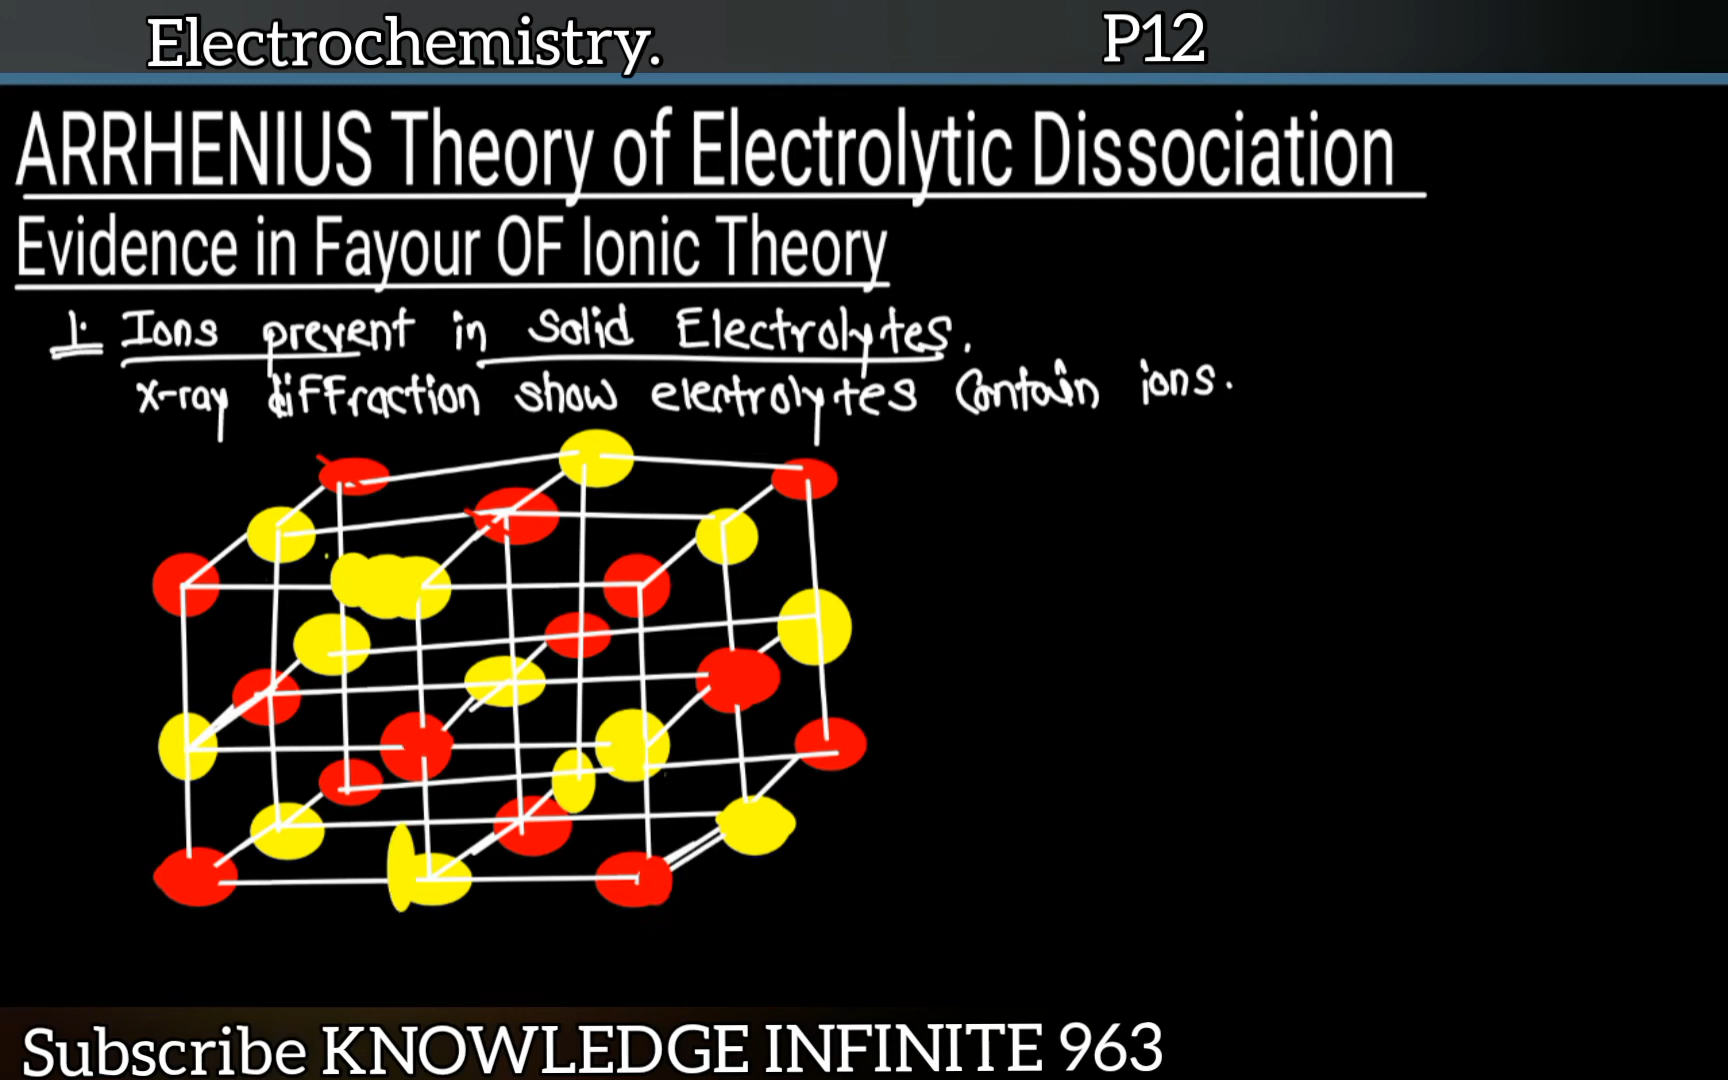 Electrochemistry. P12
ARRHENIUS Theory of Electrolytic Dissociation
Evidence in Fayour OF Ionic Theory
1. Ions prevent in Solid Electrolytes.
X-ray diffraction show electrolytes Contain ions.
Subscribe KNOWLEDGE INFINITE 963